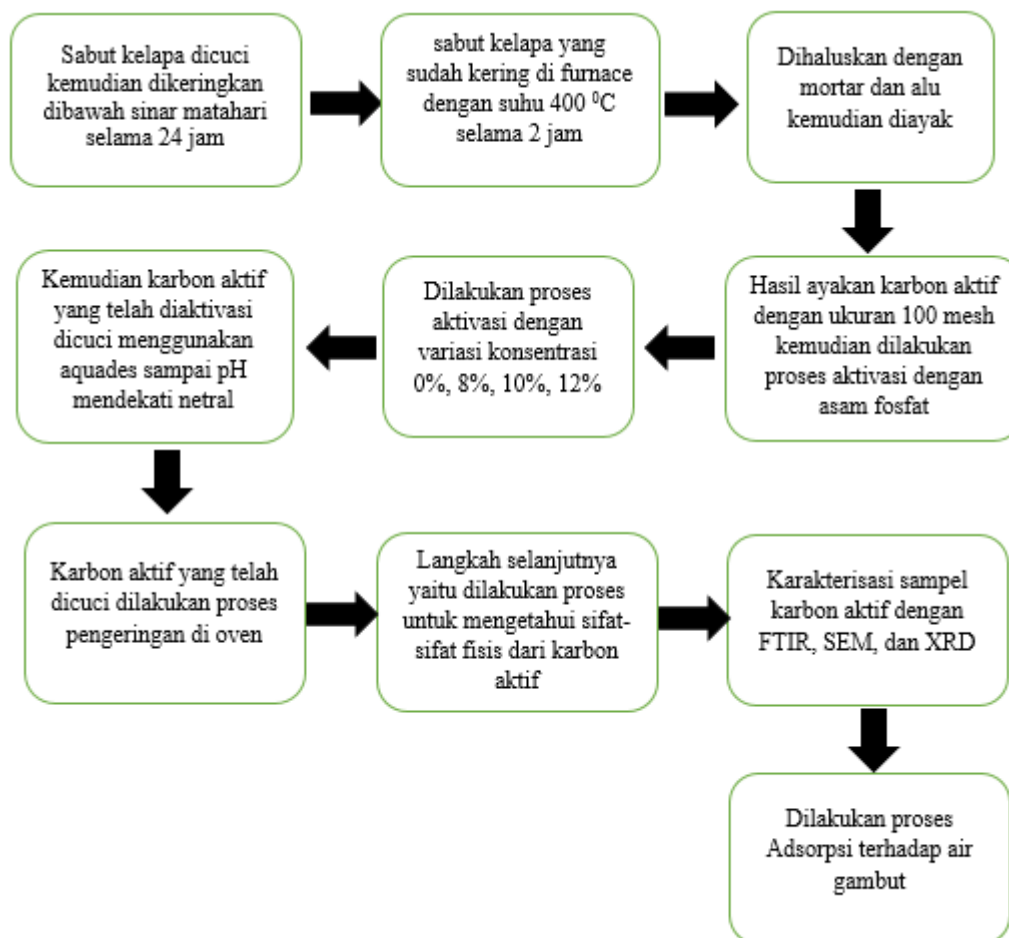 Sabut kelapa dicuci
kemudian dikeringkan
dibawah sinar matahari
selama 24 jam
sabut kelapa yang
sudah kering di furnace
dengan suhu 400 ⁰C
selama 2 jam
Dihaluskan dengan
mortar dan alu
kemudian diayak
Hasil ayakan karbon aktif
dengan ukuran 100 mesh
kemudian dilakukan
proses aktivasi dengan
asam fosfat
Dilakukan proses
aktivasi dengan
variasi konsentrasi
0%, 8%, 10%, 12%
Kemudian karbon aktif
yang telah diaktivasi
dicuci menggunakan
aquades sampai pH
mendekati netral
Karbon aktif yang telah
dicuci dilakukan proses
pengeringan di oven
Langkah selanjutnya
yaitu dilakukan proses
untuk mengetahui sifat-
sifat fisis dari karbon
aktif
Karakterisasi sampel
karbon aktif dengan
FTIR, SEM, dan XRD
Dilakukan proses
Adsorpsi terhadap air
gambut